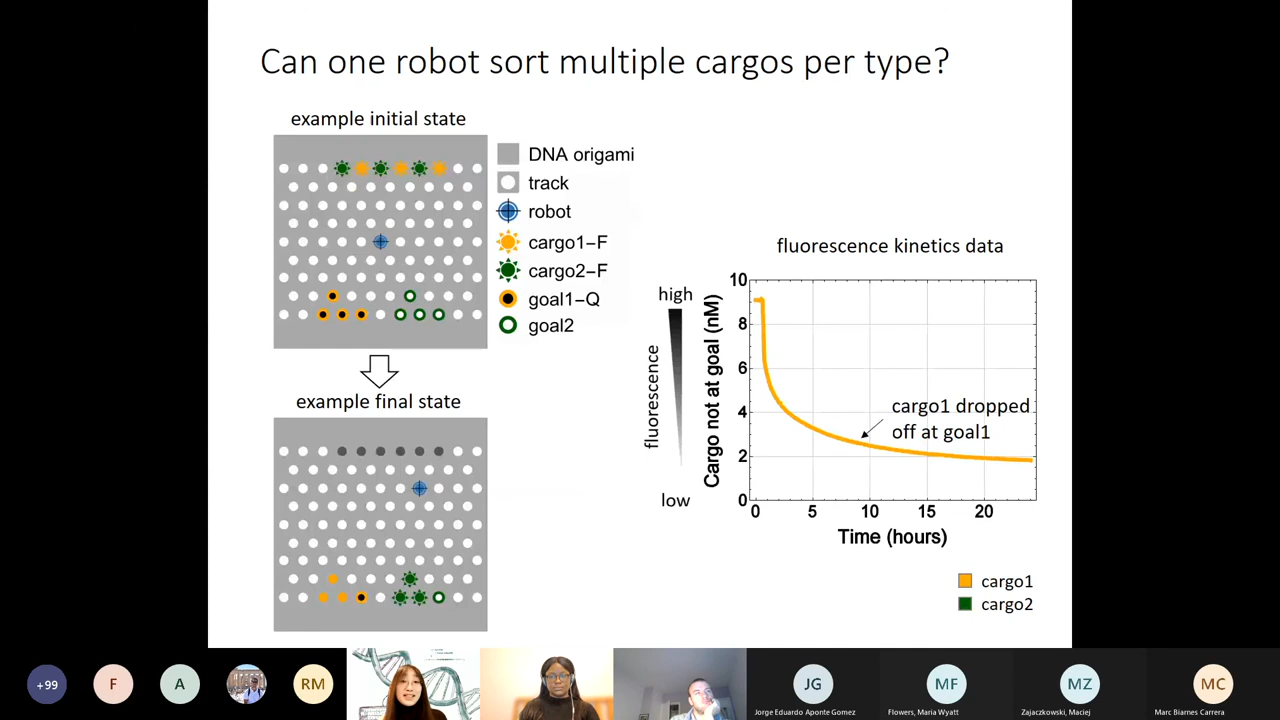 Can one robot sort multiple cargos per type?
example initial state
DNA origami
track
robot
cargo1-F
cargo2-F
goal1-Q
goal2
example final state
fluorescence kinetics data
high
fluorescence
low
Cargo not at goal (nM)
10
8
6
4
2
0
cargo1 dropped
off at goal1
0
5
10
15
20
Time (hours)
cargo1
cargo2
+99
F
A
RM
JG
MF
MZ
MC
Jorge Eduardo Aponte Gomez
Flowers, Maria Wyatt
Zajaczkowski, Maciej
Marc Biarnes Carrera